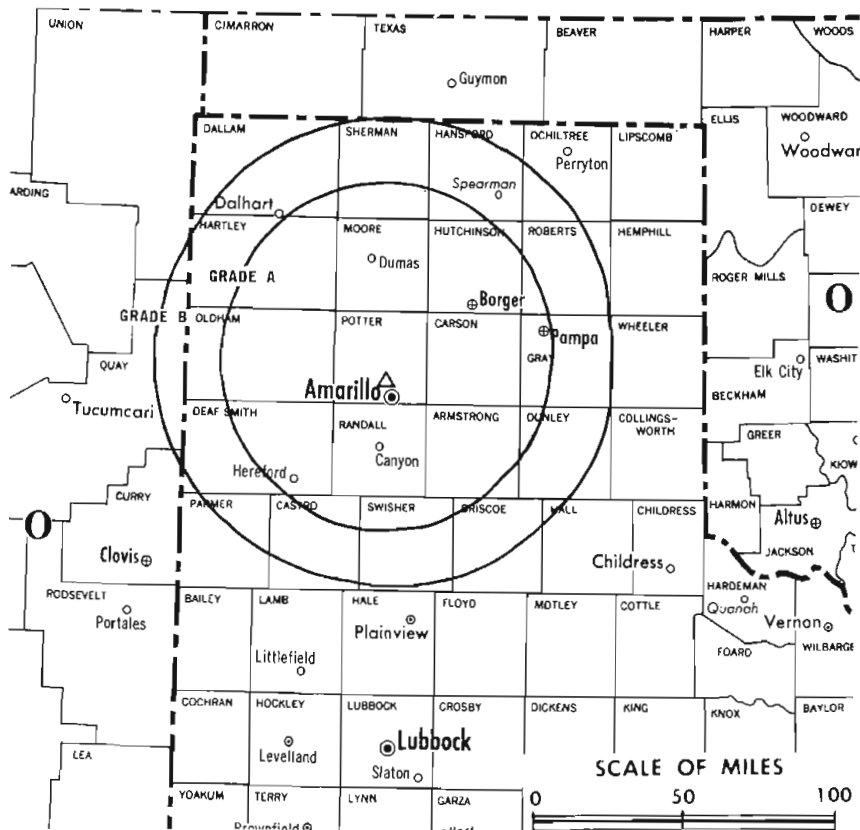 UNION
CIMARRON
TEXAS
BEAVER
HARPER
WOODS
Guymon
ELLIS
WOODWARD
Woodwar
DALLAM
SHERMAN
HANSFORD
OCHILTREE
LIPSCOMB
Perryton
Spearman
ARDING
Dalhart
DEWEY
HARTLEY
MOORE
HUTCHINSON
ROBERTS
HEMPHILL
Dumas
ROGER MILLS
GRADE A
Borger
O
GRADE B
OLDHAM
POTTER
CARSON
Pampa
WHEELER
GRAY
QUAY
WASHIT
Elk City
Amarillo
BECKHAM
Tucumcari
DEAF SMITH
RANDALL
ARMSTRONG
DONLEY
COLLINGS-
WORTH
GREER
Canyon
KIOW
Hereford
CURRY
PARMER
CASTRO
SWISHER
BRISCOE
HALL
CHILDRESS
HARMON
Altus
O
Clovis
JACKSON
Childress
HARDEMAN
ROOSEVELT
BAILEY
LAMB
HALE
FLOYD
MOTLEY
COTTLE
Quanah
Portales
Plainview
Vernon
FOARD
WILBARGE
Littlefield
COCHRAN
HOCKLEY
LUBBOCK
CROSBY
DICKENS
KING
KNOX
BAYLOR
Levelland
Lubbock
LEA
SCALE OF MILES
Slaton
YOAKUM
TERRY
LYNN
GARZA
0
50
100
Brownfield